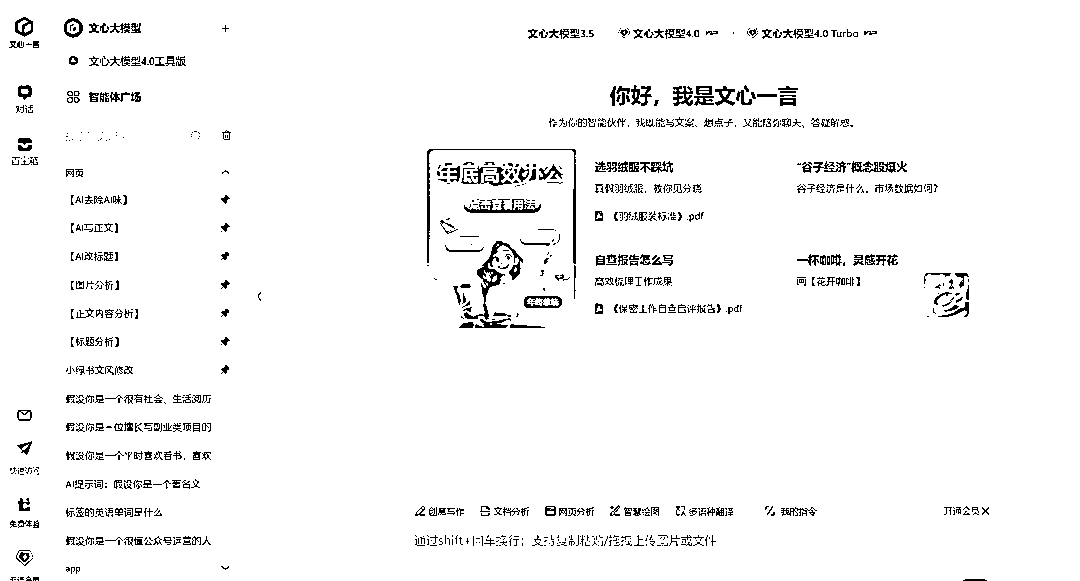 文心一言
对话
百宝箱
快速访问
免费体验
文心大模型
+
文心大模型4.0工具版
智能体广场
网页
【AI去除AI味】
【AI写正文】
【AI改标题】
【图片分析】
【正文内容分析】
【标题分析】
小绿书文风修改
假设你是一个很有社会、生活阅历
假设你是一位擅长写副业类项目的
假设你是一个平时喜欢看书、喜欢
AI提示词：假设你是一个著名义
标签的英语单词是什么
假设你是一个很懂公众号运营的人
app
文心大模型3.5
文心大模型4.0
文心大模型4.0 Turbo
你好，我是文心一言
作为你的智能伙伴，我既能写文案、想点子，又能陪你聊天、答疑解惑。
年底高效办公
点击查看用法
选羽绒服不踩坑
真假羽绒服，教你见分晓
《羽绒服装标准》.pdf
“谷子经济”概念股爆火
谷子经济是什么，市场数据如何？
自查报告怎么写
高效梳理工作成果
《保密工作自查自评报告》.pdf
一杯咖啡，灵感开花
画【花开咖啡】
创意写作
文档分析
网页分析
智慧绘图
多语种翻译
我的指令
开通会员
通过shift+回车换行；支持复制粘贴/拖拽上传图片或文件